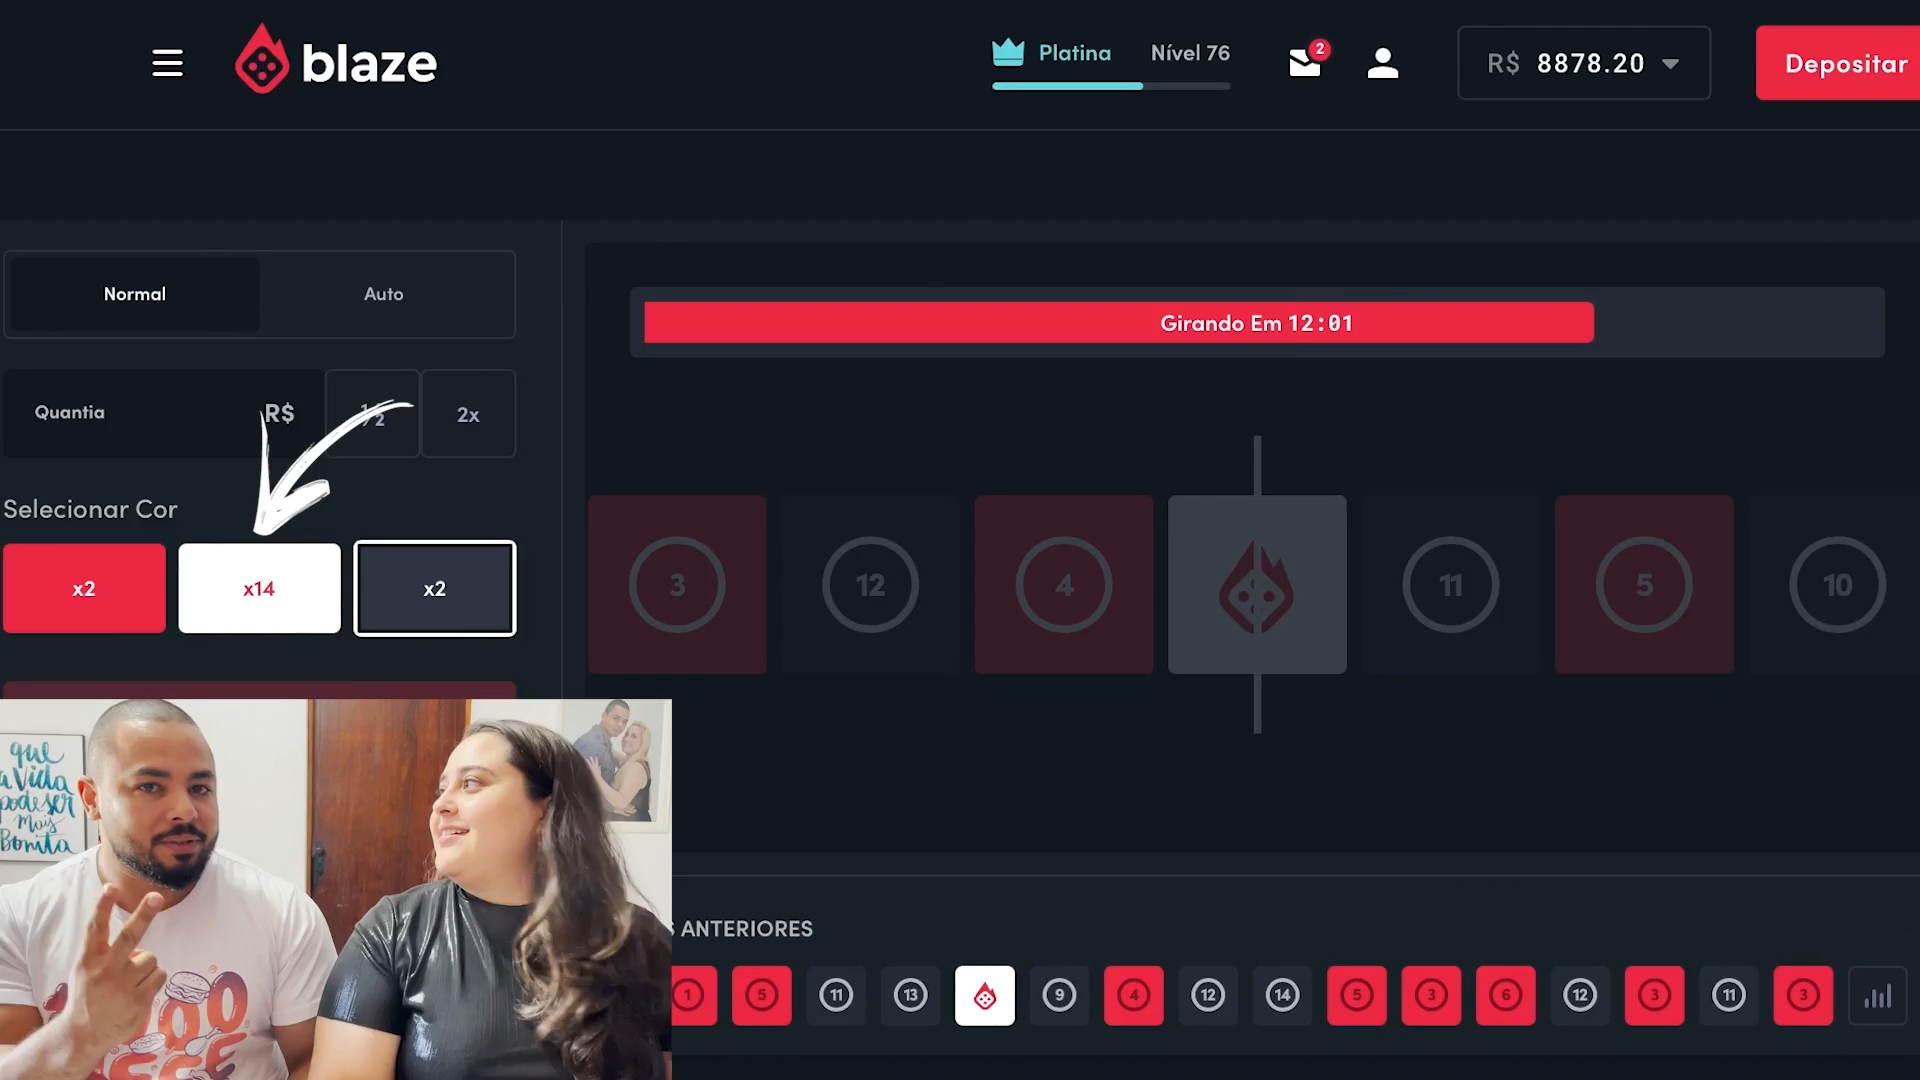 blaze
Platina
Nível 76
2
R$ 8878.20
Depositar
Normal
Auto
Girando Em 12:01
Quantia
R$
½
2x
Selecionar Cor
x2
x14
x2
3
12
4
11
5
10
que
a Vida
pode ser
Mais
Bonita
ANTERIORES
1
5
11
13
9
4
12
14
5
3
6
12
3
11
3